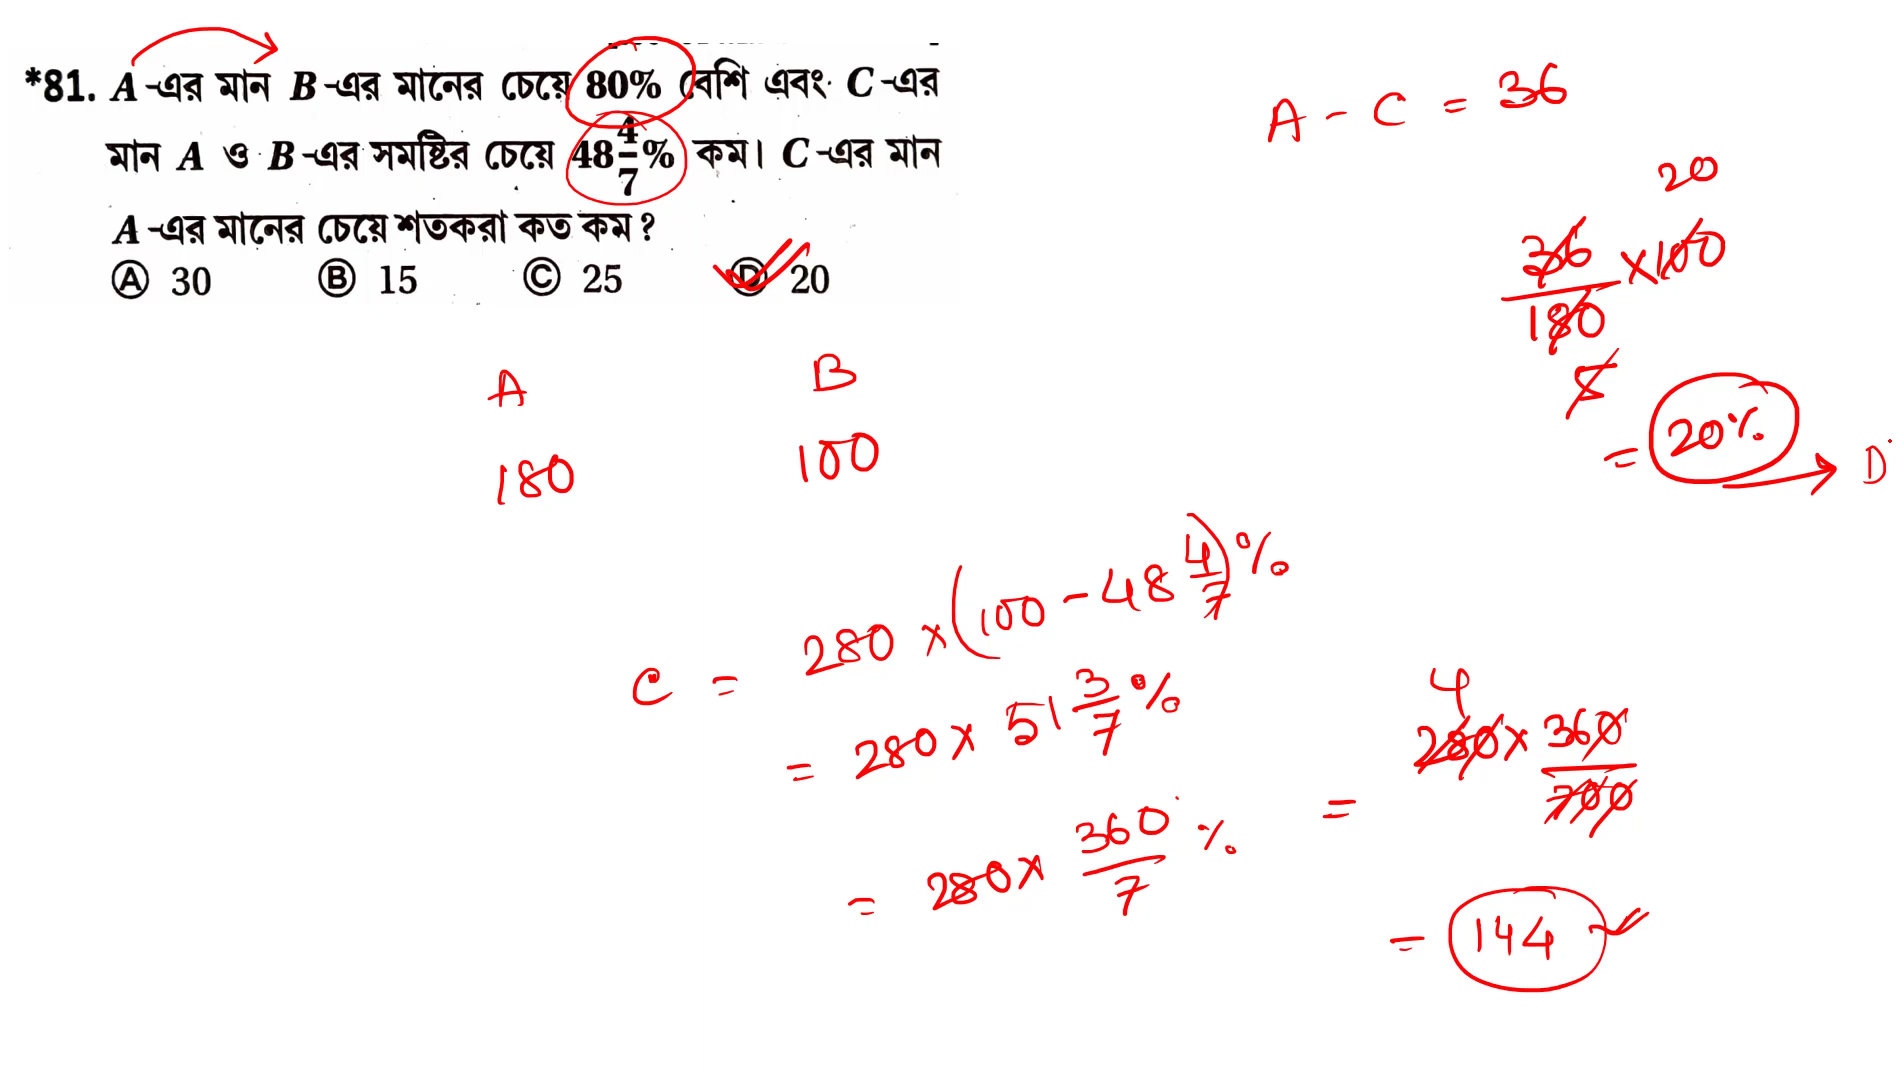 *81. A-এর মান B-এর মানের চেয়ে 80% বেশি এবং C-এর
মান A ও B-এর সমষ্টির চেয়ে 48 4/7 % কম। C-এর মান
A-এর মানের চেয়ে শতকরা কত কম?
Ⓐ 30 Ⓑ 15 Ⓒ 25 Ⓓ 20
A - C = 36
20
36/180 × 100
5
= 20% → D
A B
180 100
C = 280 × (100 - 48 4/7)%
= 280 × 51 3/7 %
= 280 × 360/7 %
4
= 280 × 360/700
= 144